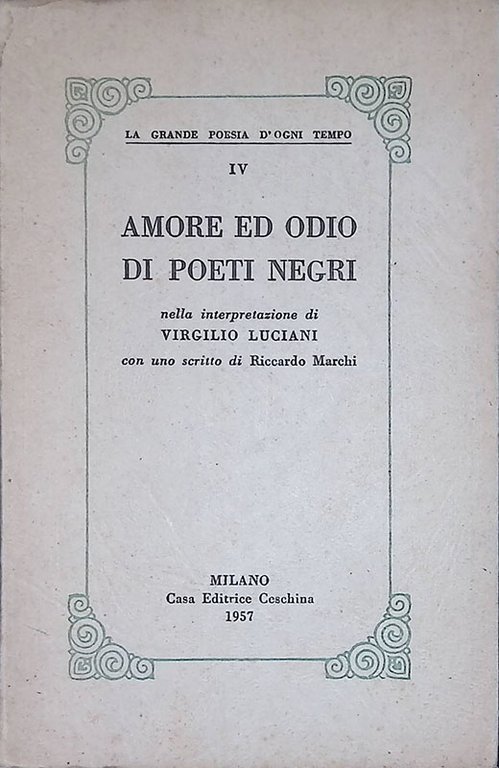 LA GRANDE POESIA D'OGNI TEMPO
IV
AMORE ED ODIO
DI POETI NEGRI
nella interpretazione di
VIRGILIO LUCIANI
con uno scritto di Riccardo Marchi
MILANO
Casa Editrice Ceschina
1957